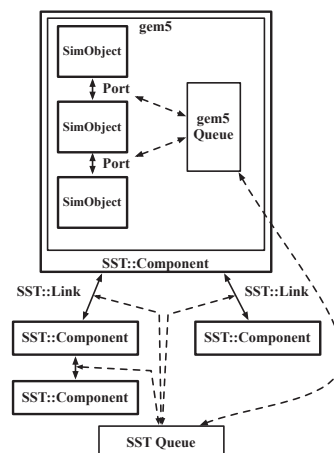 gem5
SimObject
Port
SimObject
gem5
Queue
Port
SimObject
SST::Component
SST::Link
SST::Link
SST::Component
SST::Component
SST::Component
SST Queue